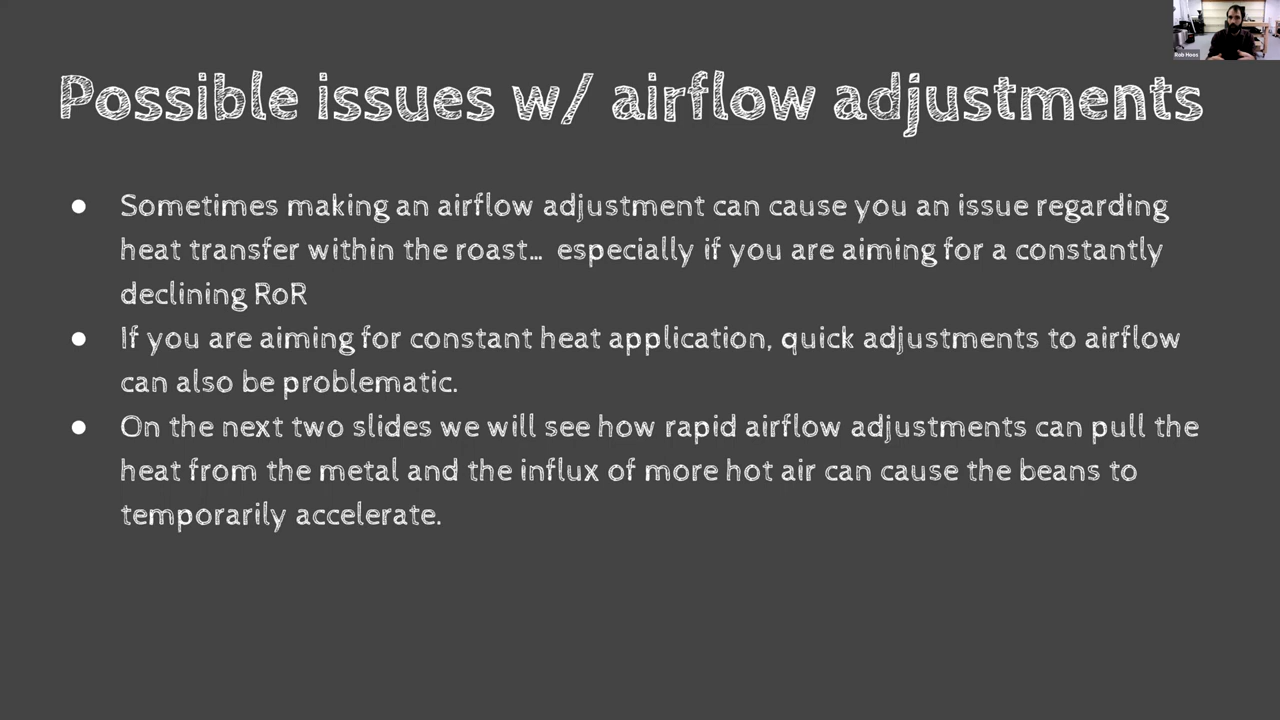 Rob Hoos
Possible issues w/ airflow adjustments
● Sometimes making an airflow adjustment can cause you an issue regarding
heat transfer within the roast... especially if you are aiming for a constantly
declining RoR
● If you are aiming for constant heat application, quick adjustments to airflow
can also be problematic.
● On the next two slides we will see how rapid airflow adjustments can pull the
heat from the metal and the influx of more hot air can cause the beans to
temporarily accelerate.